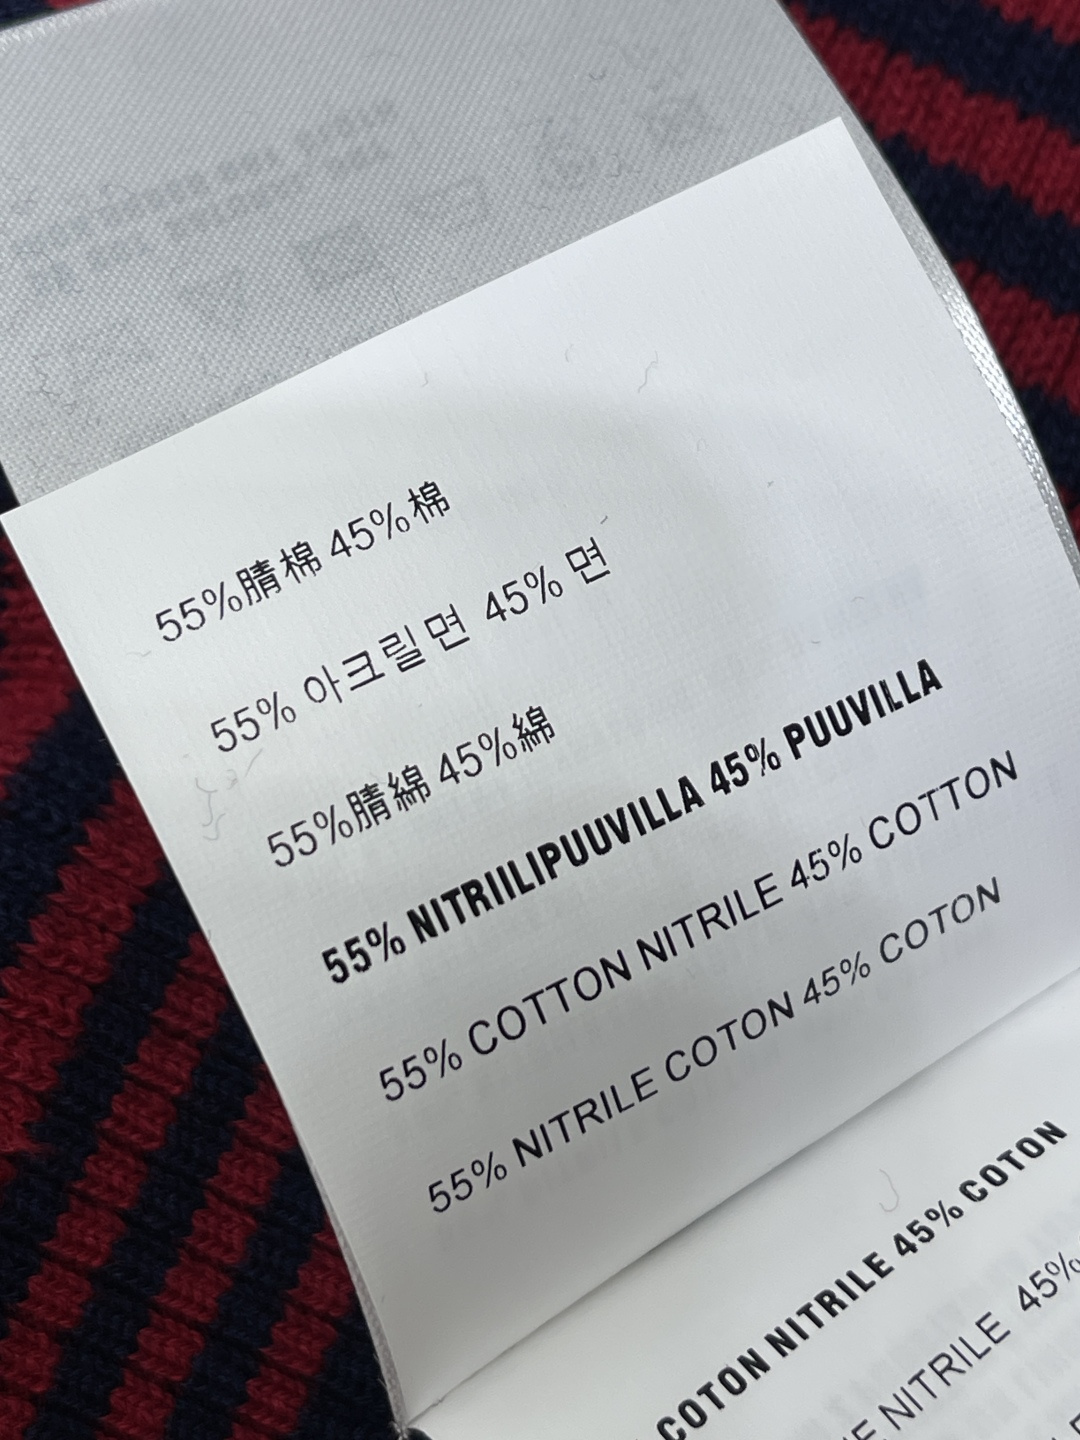 55%腈棉 45%棉
55% 아크릴면 45% 면
55%腈綿 45%綿
55% NITRIILIPUUVILLA 45% PUUVILLA
55% COTTON NITRILE 45% COTTON
55% NITRILE COTON 45% COTON
COTON NITRILE 45% COTON
NITRILE 45%